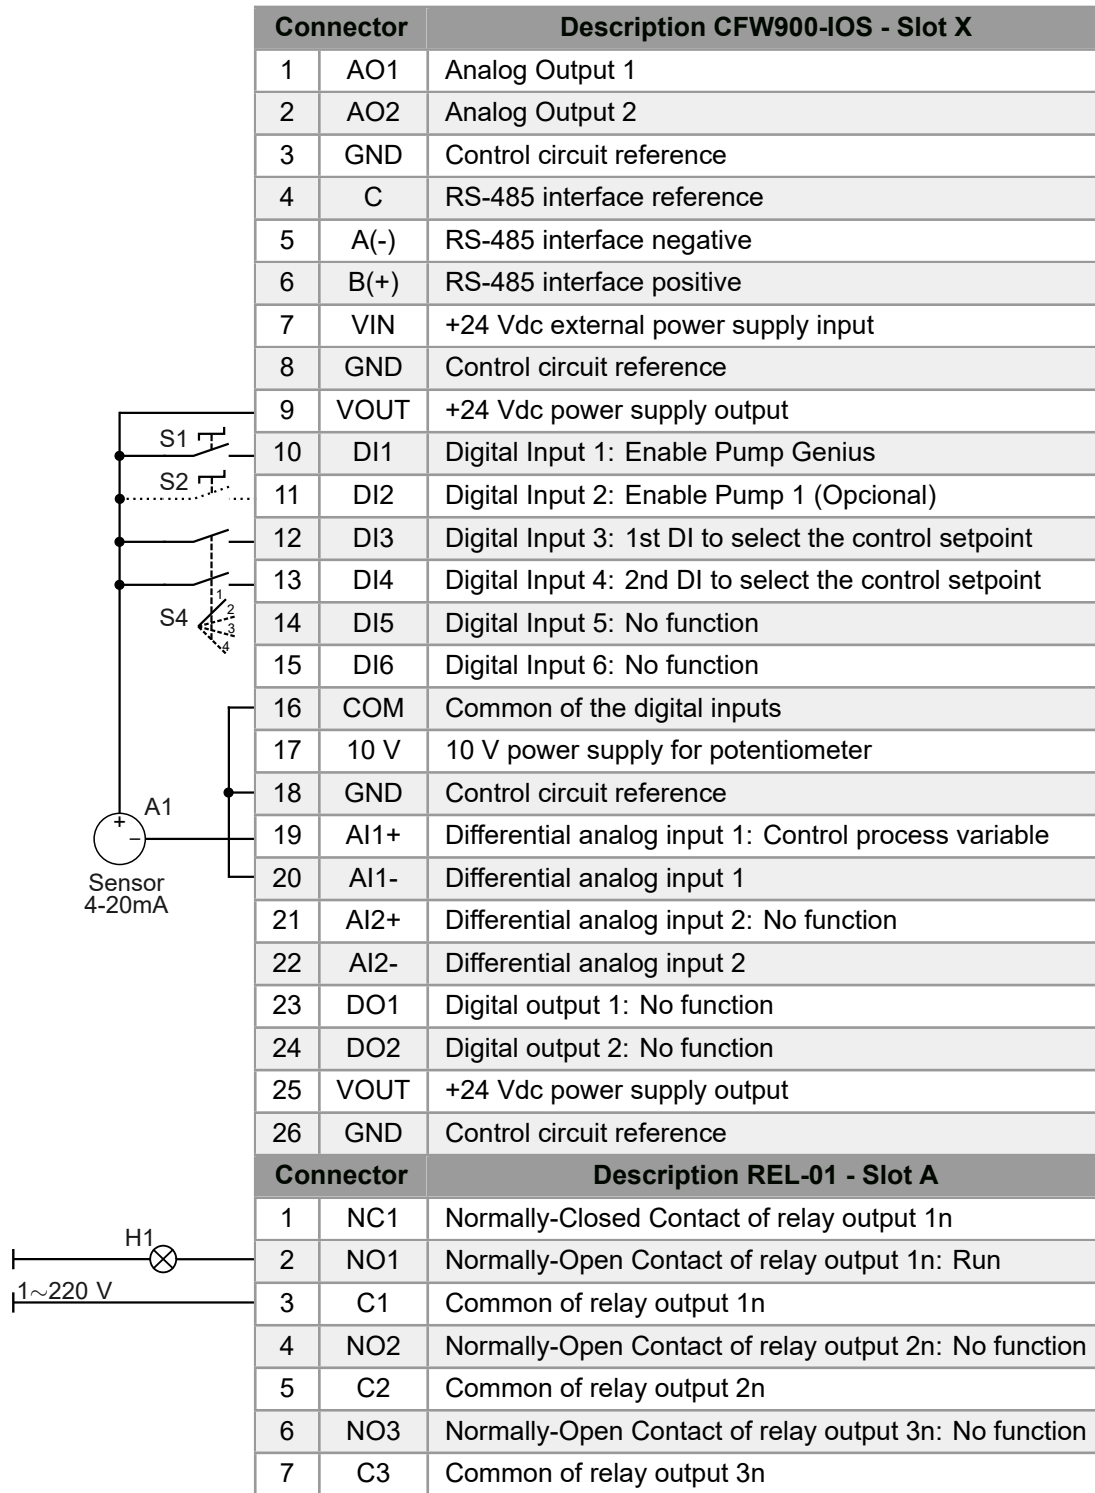 Connector Description CFW900-IOS - Slot X
1 AO1 Analog Output 1
2 AO2 Analog Output 2
3 GND Control circuit reference
4 C RS-485 interface reference
5 A(-) RS-485 interface negative
6 B(+) RS-485 interface positive
7 VIN +24 Vdc external power supply input
8 GND Control circuit reference
9 VOUT +24 Vdc power supply output
S1 10 DI1 Digital Input 1: Enable Pump Genius
S2 11 DI2 Digital Input 2: Enable Pump 1 (Opcional)
12 DI3 Digital Input 3: 1st DI to select the control setpoint
13 DI4 Digital Input 4: 2nd DI to select the control setpoint
1
2
S4 3 14 DI5 Digital Input 5: No function
4
15 DI6 Digital Input 6: No function
16 COM Common of the digital inputs
17 10 V 10 V power supply for potentiometer
18 GND Control circuit reference
A1
+ − 19 AI1+ Differential analog input 1: Control process variable
Sensor 20 AI1- Differential analog input 1
4-20mA
21 AI2+ Differential analog input 2: No function
22 AI2- Differential analog input 2
23 DO1 Digital output 1: No function
24 DO2 Digital output 2: No function
25 VOUT +24 Vdc power supply output
26 GND Control circuit reference
Connector Description REL-01 - Slot A
1 NC1 Normally-Closed Contact of relay output 1n
H1 2 NO1 Normally-Open Contact of relay output 1n: Run
1~220 V 3 C1 Common of relay output 1n
4 NO2 Normally-Open Contact of relay output 2n: No function
5 C2 Common of relay output 2n
6 NO3 Normally-Open Contact of relay output 3n: No function
7 C3 Common of relay output 3n